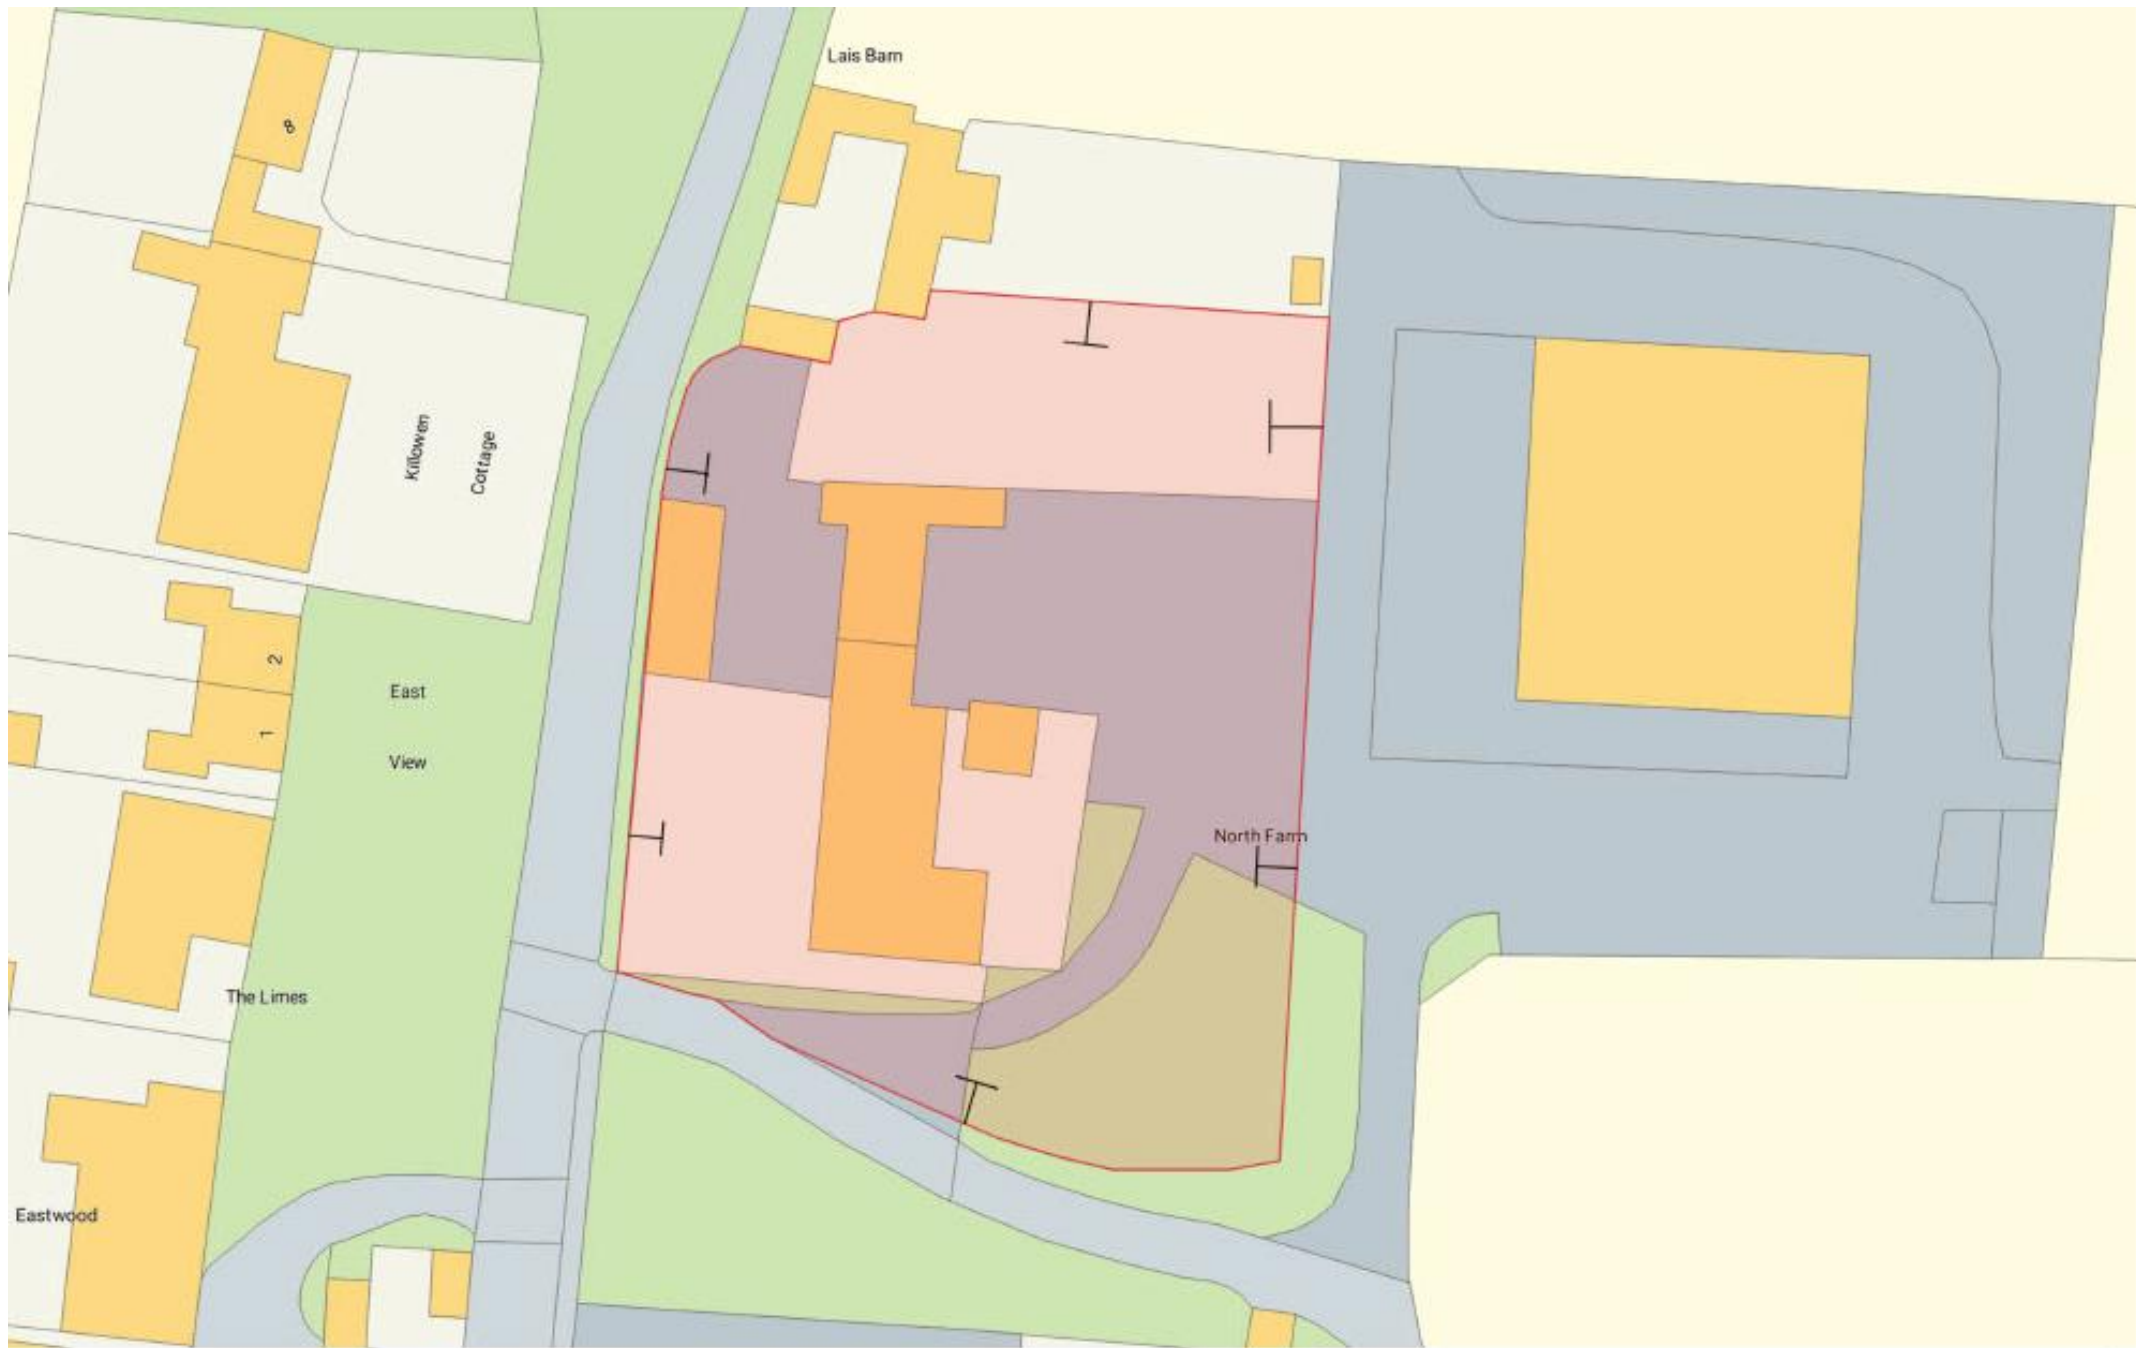 Lais Barn
8
Killowen
Cottage
2
East
1
View
North Farm
The Limes
Eastwood